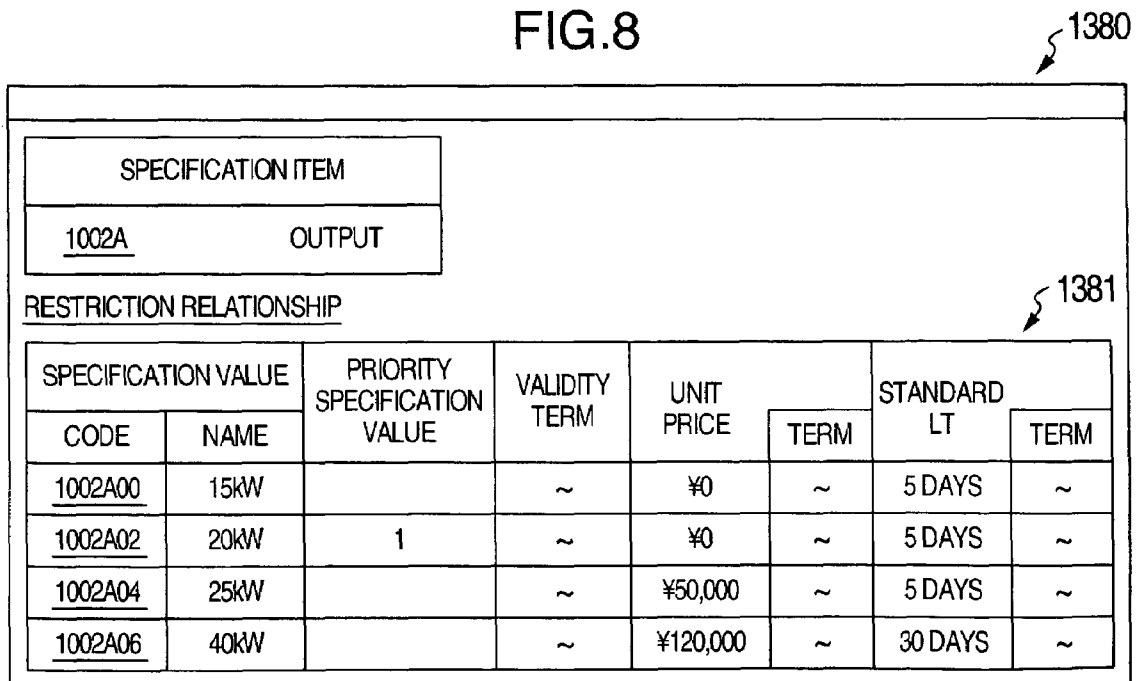 FIG.8
1380
SPECIFICATION ITEM
1002A OUTPUT
RESTRICTION RELATIONSHIP
1381
SPECIFICATION VALUE
PRIORITY
SPECIFICATION
VALUE
VALIDITY
TERM
UNIT
PRICE
TERM
STANDARD
LT
TERM
CODE NAME
1002A00 15kW ~ ¥0 ~ 5 DAYS ~
1002A02 20kW 1 ~ ¥0 ~ 5 DAYS ~
1002A04 25kW ~ ¥50,000 ~ 5 DAYS ~
1002A06 40kW ~ ¥120,000 ~ 30 DAYS ~